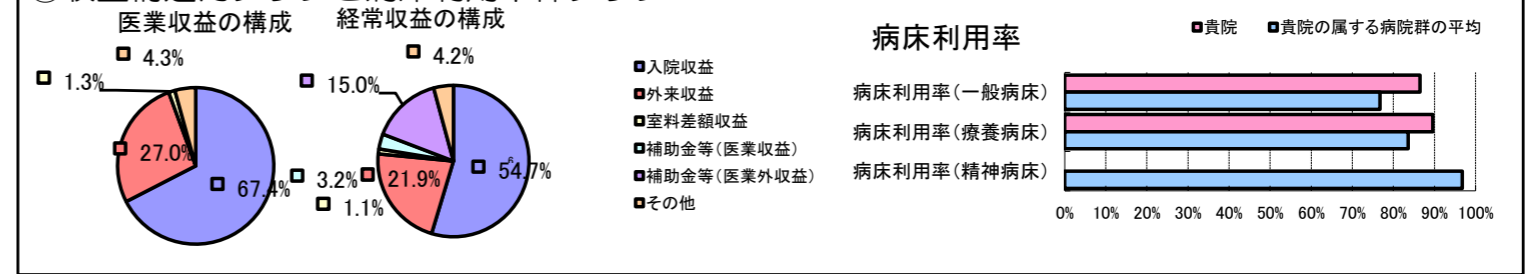 医業収益の構成
4.3%
1.3%
27.0%
67.4%
経常収益の構成
4.2%
15.0%
3.2%
1.1%
21.9%
54.7%
6
入院収益
外来収益
室料差額収益
補助金等(医業収益)
補助金等(医業外収益)
その他
病床利用率
貴院
貴院の属する病院群の平均
病床利用率(一般病床)
病床利用率(療養病床)
病床利用率(精神病床)
0% 10% 20% 30% 40% 50% 60% 70% 80% 90% 100%